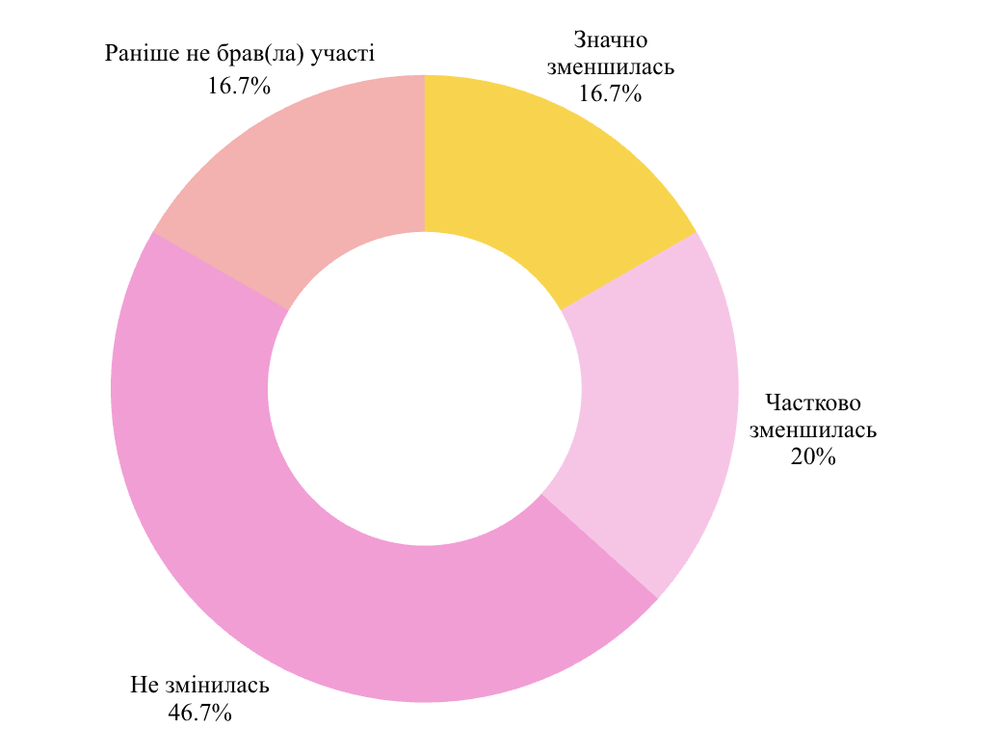 Раніше не брав(ла) участі
16.7%
Значно
зменшилась
16.7%
Частково
зменшилась
20%
Не змінилась
46.7%